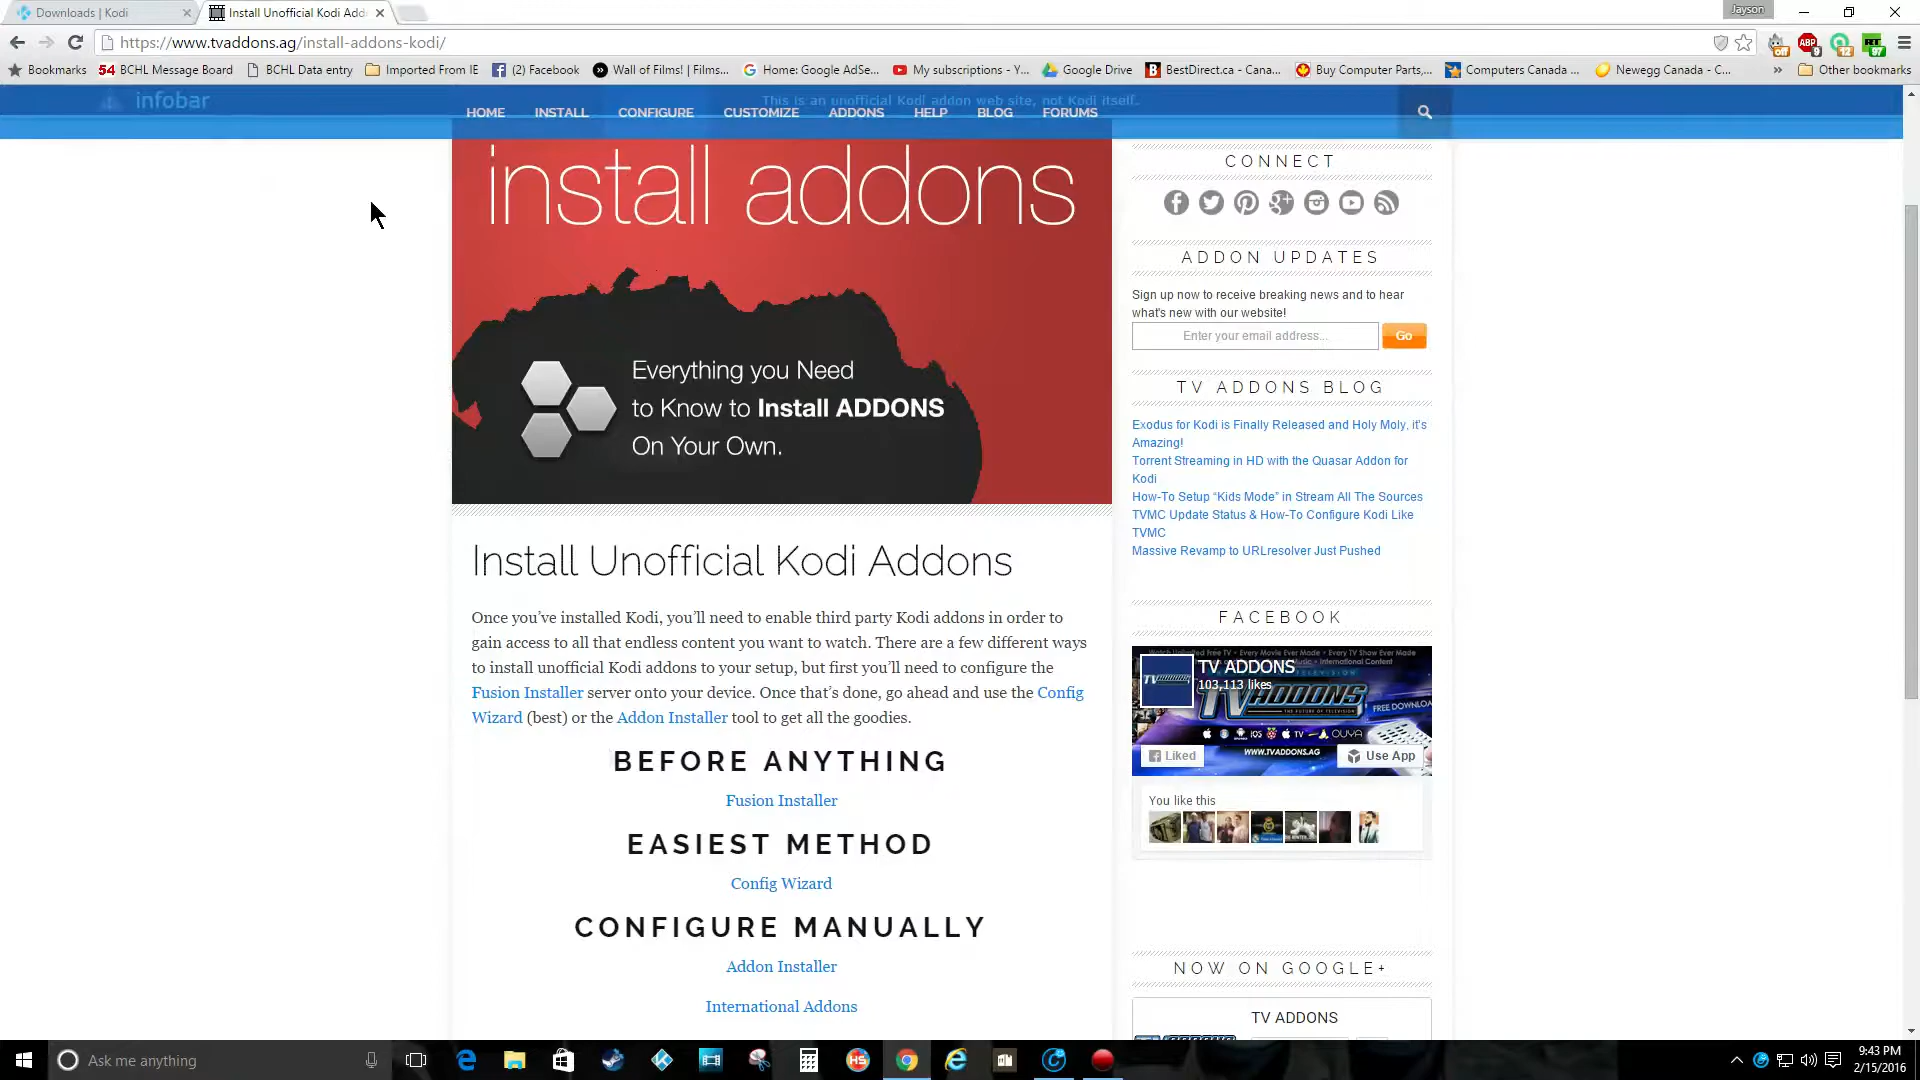 Downloads | Kodi
Install Unofficial Kodi Add
Jayson
https://www.tvaddons.ag/install-addons-kodi/
Bookmarks
54 BCHL Message Board
BCHL Data entry
Imported From IE
(2) Facebook
Wall of Films! | Films...
Home: Google AdSe...
My subscriptions - Y...
Google Drive
BestDirect.ca - Cana...
Buy Computer Parts,...
Computers Canada ...
Newegg Canada - C...
Other bookmarks
infobar
This is an unofficial Kodi addon web site, not Kodi itself.
HOME INSTALL CONFIGURE CUSTOMIZE ADDONS HELP BLOG FORUMS
install addons
Everything you Need
to Know to Install ADDONS
On Your Own.
Install Unofficial Kodi Addons
Once you’ve installed Kodi, you’ll need to enable third party Kodi addons in order to
gain access to all that endless content you want to watch. There are a few different ways
to install unofficial Kodi addons to your setup, but first you’ll need to configure the
Fusion Installer server onto your device. Once that’s done, go ahead and use the Config
Wizard (best) or the Addon Installer tool to get all the goodies.
BEFORE ANYTHING
Fusion Installer
EASIEST METHOD
Config Wizard
CONFIGURE MANUALLY
Addon Installer
International Addons
CONNECT
ADDON UPDATES
Sign up now to receive breaking news and to hear
what's new with our website!
Enter your email address...
Go
TV ADDONS BLOG
Exodus for Kodi is Finally Released and Holy Moly, it's
Amazing!
Torrent Streaming in HD with the Quasar Addon for
Kodi
How-To Setup “Kids Mode” in Stream All The Sources
TVMC Update Status & How-To Configure Kodi Like
TVMC
Massive Revamp to URLresolver Just Pushed
FACEBOOK
TV ADDONS
103,113 likes
TVADDONS
THE FUTURE OF TELEVISION
FREE DOWNLOA
iOS
TV
OUYA
WWW.TVADDONS.AG
Liked
Use App
You like this
NOW ON GOOGLE+
TV ADDONS
Ask me anything
9:43 PM
2/15/2016